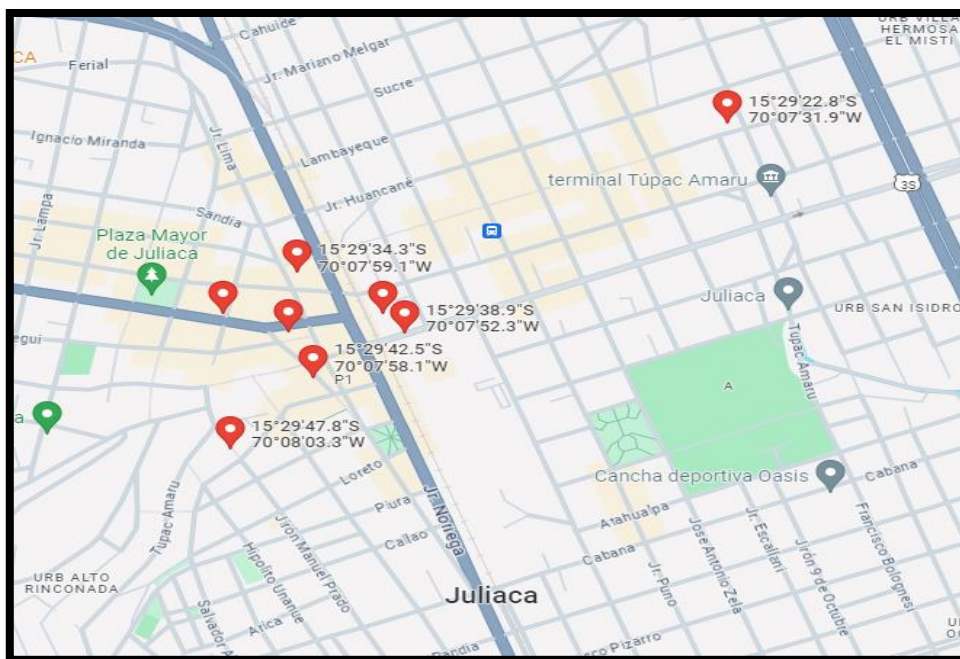 URB VILLA
HERMOSA
EL MISTI
Cahuide
CA
Ferial
Jr. Mariano Melgar
Sucre
15°29'22.8"S
70°07'31.9"W
Ignacio Miranda
Jr. Lima
Lambayeque
terminal Túpac Amaru
3S
Jr. Huancané
Sandia
Jr. Lampa
Plaza Mayor
de Juliaca
15°29'34.3"S
70°07'59.1"W
Juliaca
URB SAN ISIDRO
15°29'38.9"S
70°07'52.3"W
egui
15°29'42.5"S
70°07'58.1"W
P1
Túpac Amaru
A
a
15°29'47.8"S
70°08'03.3"W
Loreto
Cancha deportiva Oasis
Cabana
Piura
Atahualpa
Callao
Jr. Noriega
Tupac Amaru
Cabana
Jirón Manuel Prado
Hipolito Unanue
Jr. Puno
Jose Antonio Zela
Jr. Escallani
Jirón 9 de Octubre
Francisco Bolognesi
URB ALTO
RINCONADA
Juliaca
Salvador A
Arica
sco Pizarro
Pandia
U
OC